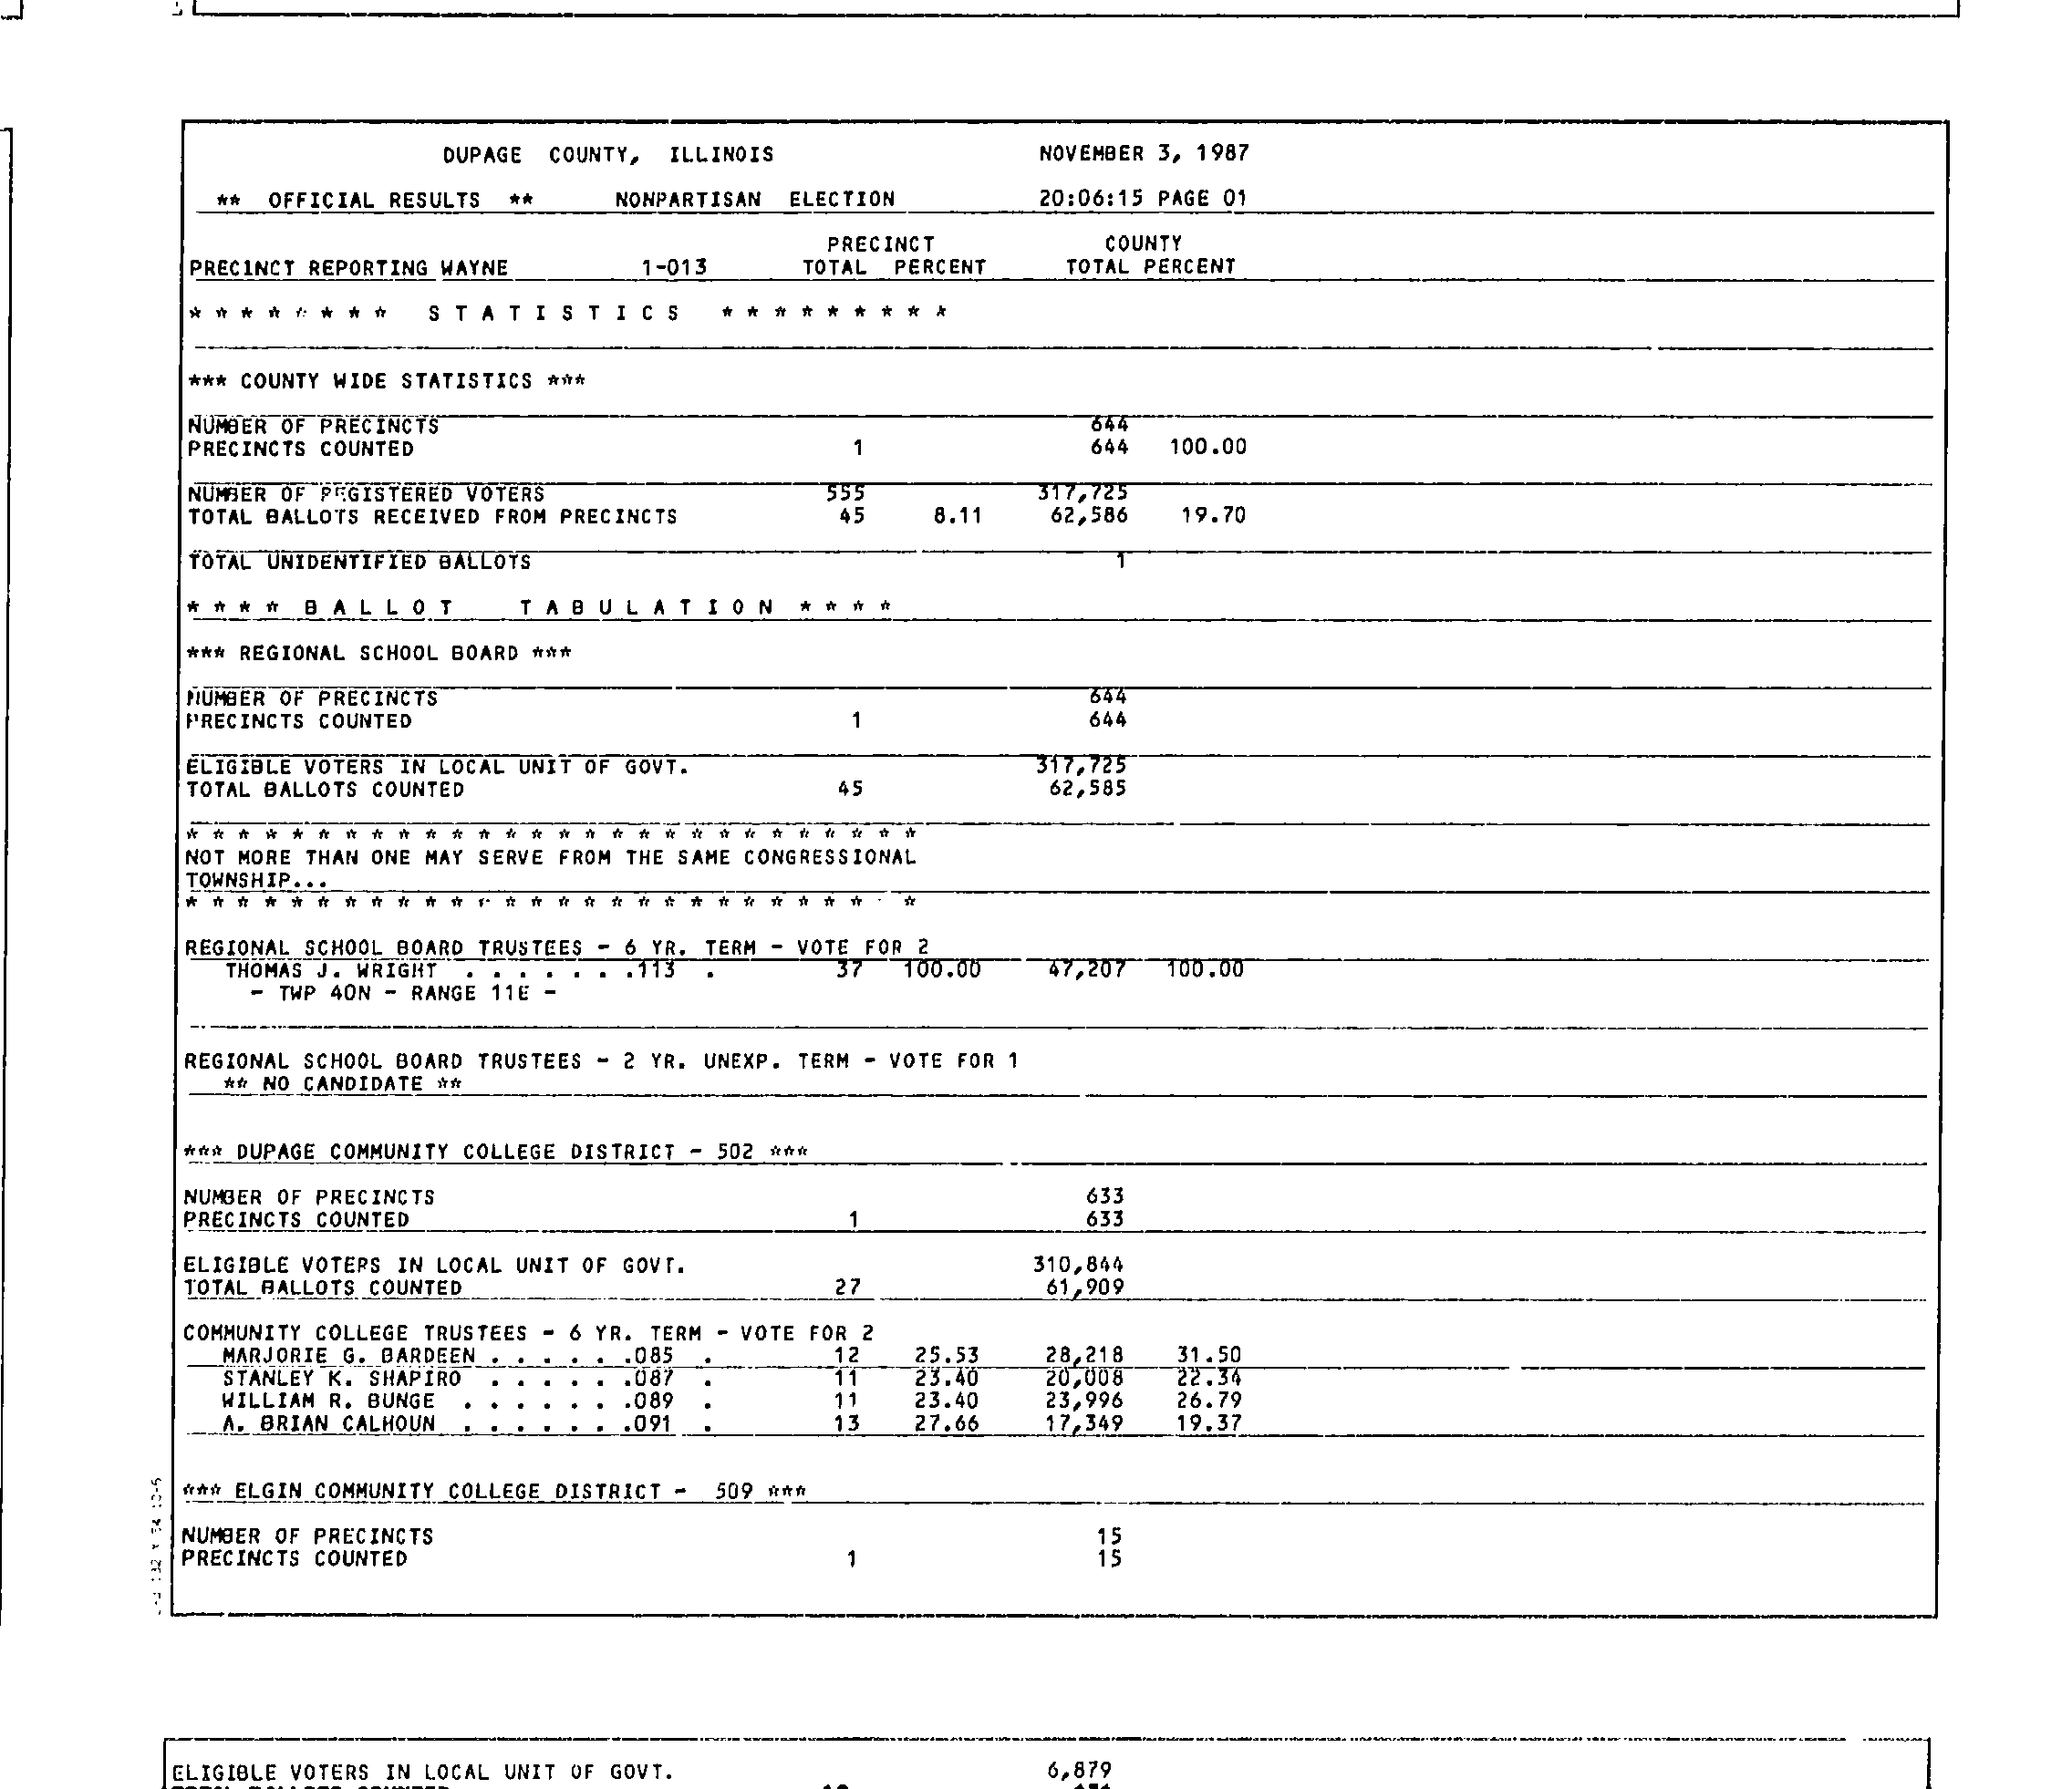 DUPAGE COUNTY, ILLINOIS NOVEMBER 3, 1987
** OFFICIAL RESULTS ** NONPARTISAN ELECTION 20:06:15 PAGE 01
PRECINCT COUNTY
PRECINCT REPORTING WAYNE 1-013 TOTAL PERCENT TOTAL PERCENT
* * * * * * * * S T A T I S T I C S * * * * * * * * *
*** COUNTY WIDE STATISTICS ***
NUMBER OF PRECINCTS 644
PRECINCTS COUNTED 1 644 100.00
NUMBER OF REGISTERED VOTERS 555 317,725
TOTAL BALLOTS RECEIVED FROM PRECINCTS 45 8.11 62,586 19.70
TOTAL UNIDENTIFIED BALLOTS 1
* * * * B A L L O T T A B U L A T I O N * * * *
*** REGIONAL SCHOOL BOARD ***
NUMBER OF PRECINCTS 644
PRECINCTS COUNTED 1 644
ELIGIBLE VOTERS IN LOCAL UNIT OF GOVT. 317,725
TOTAL BALLOTS COUNTED 45 62,585
* * * * * * * * * * * * * * * * * * * * * * * * * * * *
NOT MORE THAN ONE MAY SERVE FROM THE SAME CONGRESSIONAL
TOWNSHIP...
* * * * * * * * * * * * * * * * * * * * * * * * * * * *
REGIONAL SCHOOL BOARD TRUSTEES - 6 YR. TERM - VOTE FOR 2
THOMAS J. WRIGHT . . . . . . .113 . 37 100.00 47,207 100.00
- TWP 40N - RANGE 11E -
REGIONAL SCHOOL BOARD TRUSTEES - 2 YR. UNEXP. TERM - VOTE FOR 1
** NO CANDIDATE **
*** DUPAGE COMMUNITY COLLEGE DISTRICT - 502 ***
NUMBER OF PRECINCTS 633
PRECINCTS COUNTED 1 633
ELIGIBLE VOTERS IN LOCAL UNIT OF GOVT. 310,844
TOTAL BALLOTS COUNTED 27 61,909
COMMUNITY COLLEGE TRUSTEES - 6 YR. TERM - VOTE FOR 2
MARJORIE G. BARDEEN . . . . . .085 . 12 25.53 28,218 31.50
STANLEY K. SHAPIRO . . . . . .087 . 11 23.40 20,008 22.34
WILLIAM R. BUNGE . . . . . . .089 . 11 23.40 23,996 26.79
A. BRIAN CALHOUN . . . . . . .091 . 13 27.66 17,349 19.37
*** ELGIN COMMUNITY COLLEGE DISTRICT - 509 ***
NUMBER OF PRECINCTS 15
PRECINCTS COUNTED 1 15
ELIGIBLE VOTERS IN LOCAL UNIT OF GOVT. 6,879